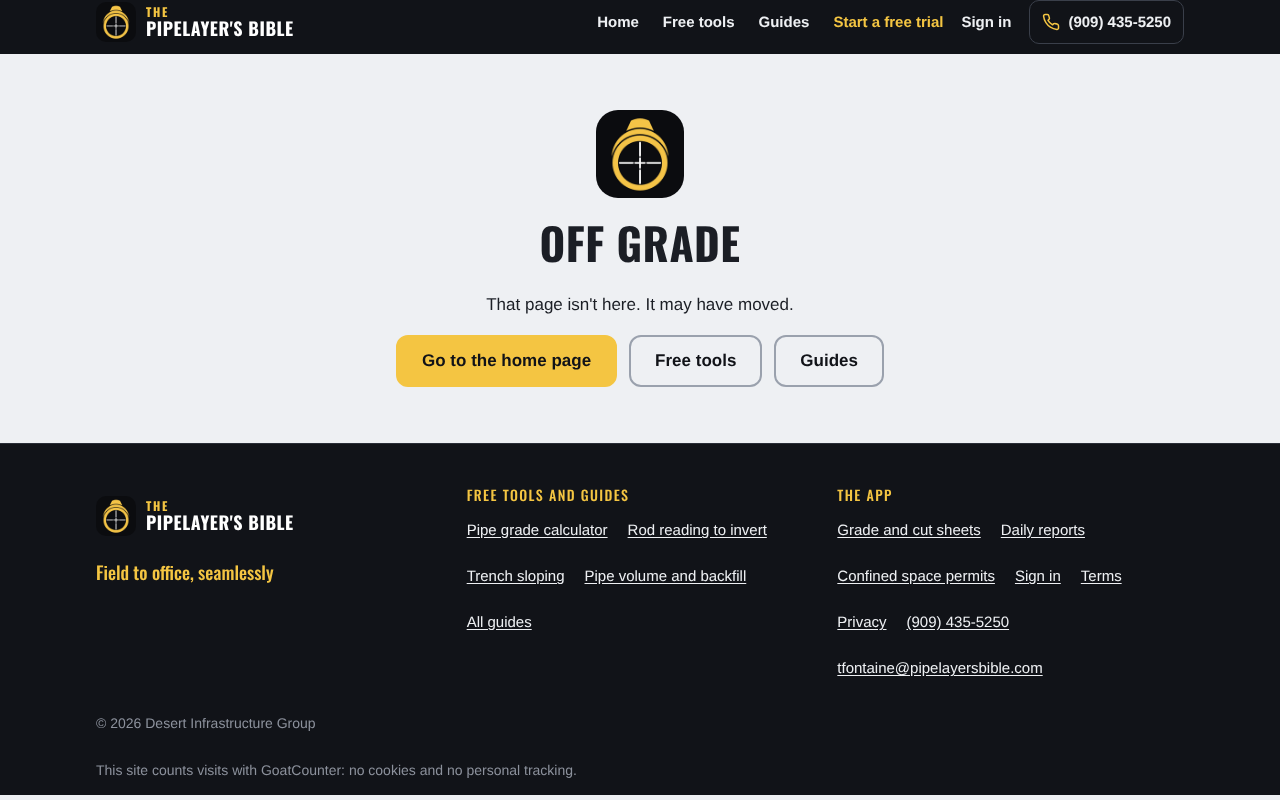 THE
PIPELAYER'S BIBLE
Home Free tools Guides Start a free trial Sign in (909) 435-5250
OFF GRADE
That page isn't here. It may have moved.
Go to the home page Free tools Guides
THE
PIPELAYER'S BIBLE
Field to office, seamlessly
FREE TOOLS AND GUIDES
Pipe grade calculator Rod reading to invert
Trench sloping Pipe volume and backfill
All guides
THE APP
Grade and cut sheets Daily reports
Confined space permits Sign in Terms
Privacy (909) 435-5250
tfontaine@pipelayersbible.com
© 2026 Desert Infrastructure Group
This site counts visits with GoatCounter: no cookies and no personal tracking.